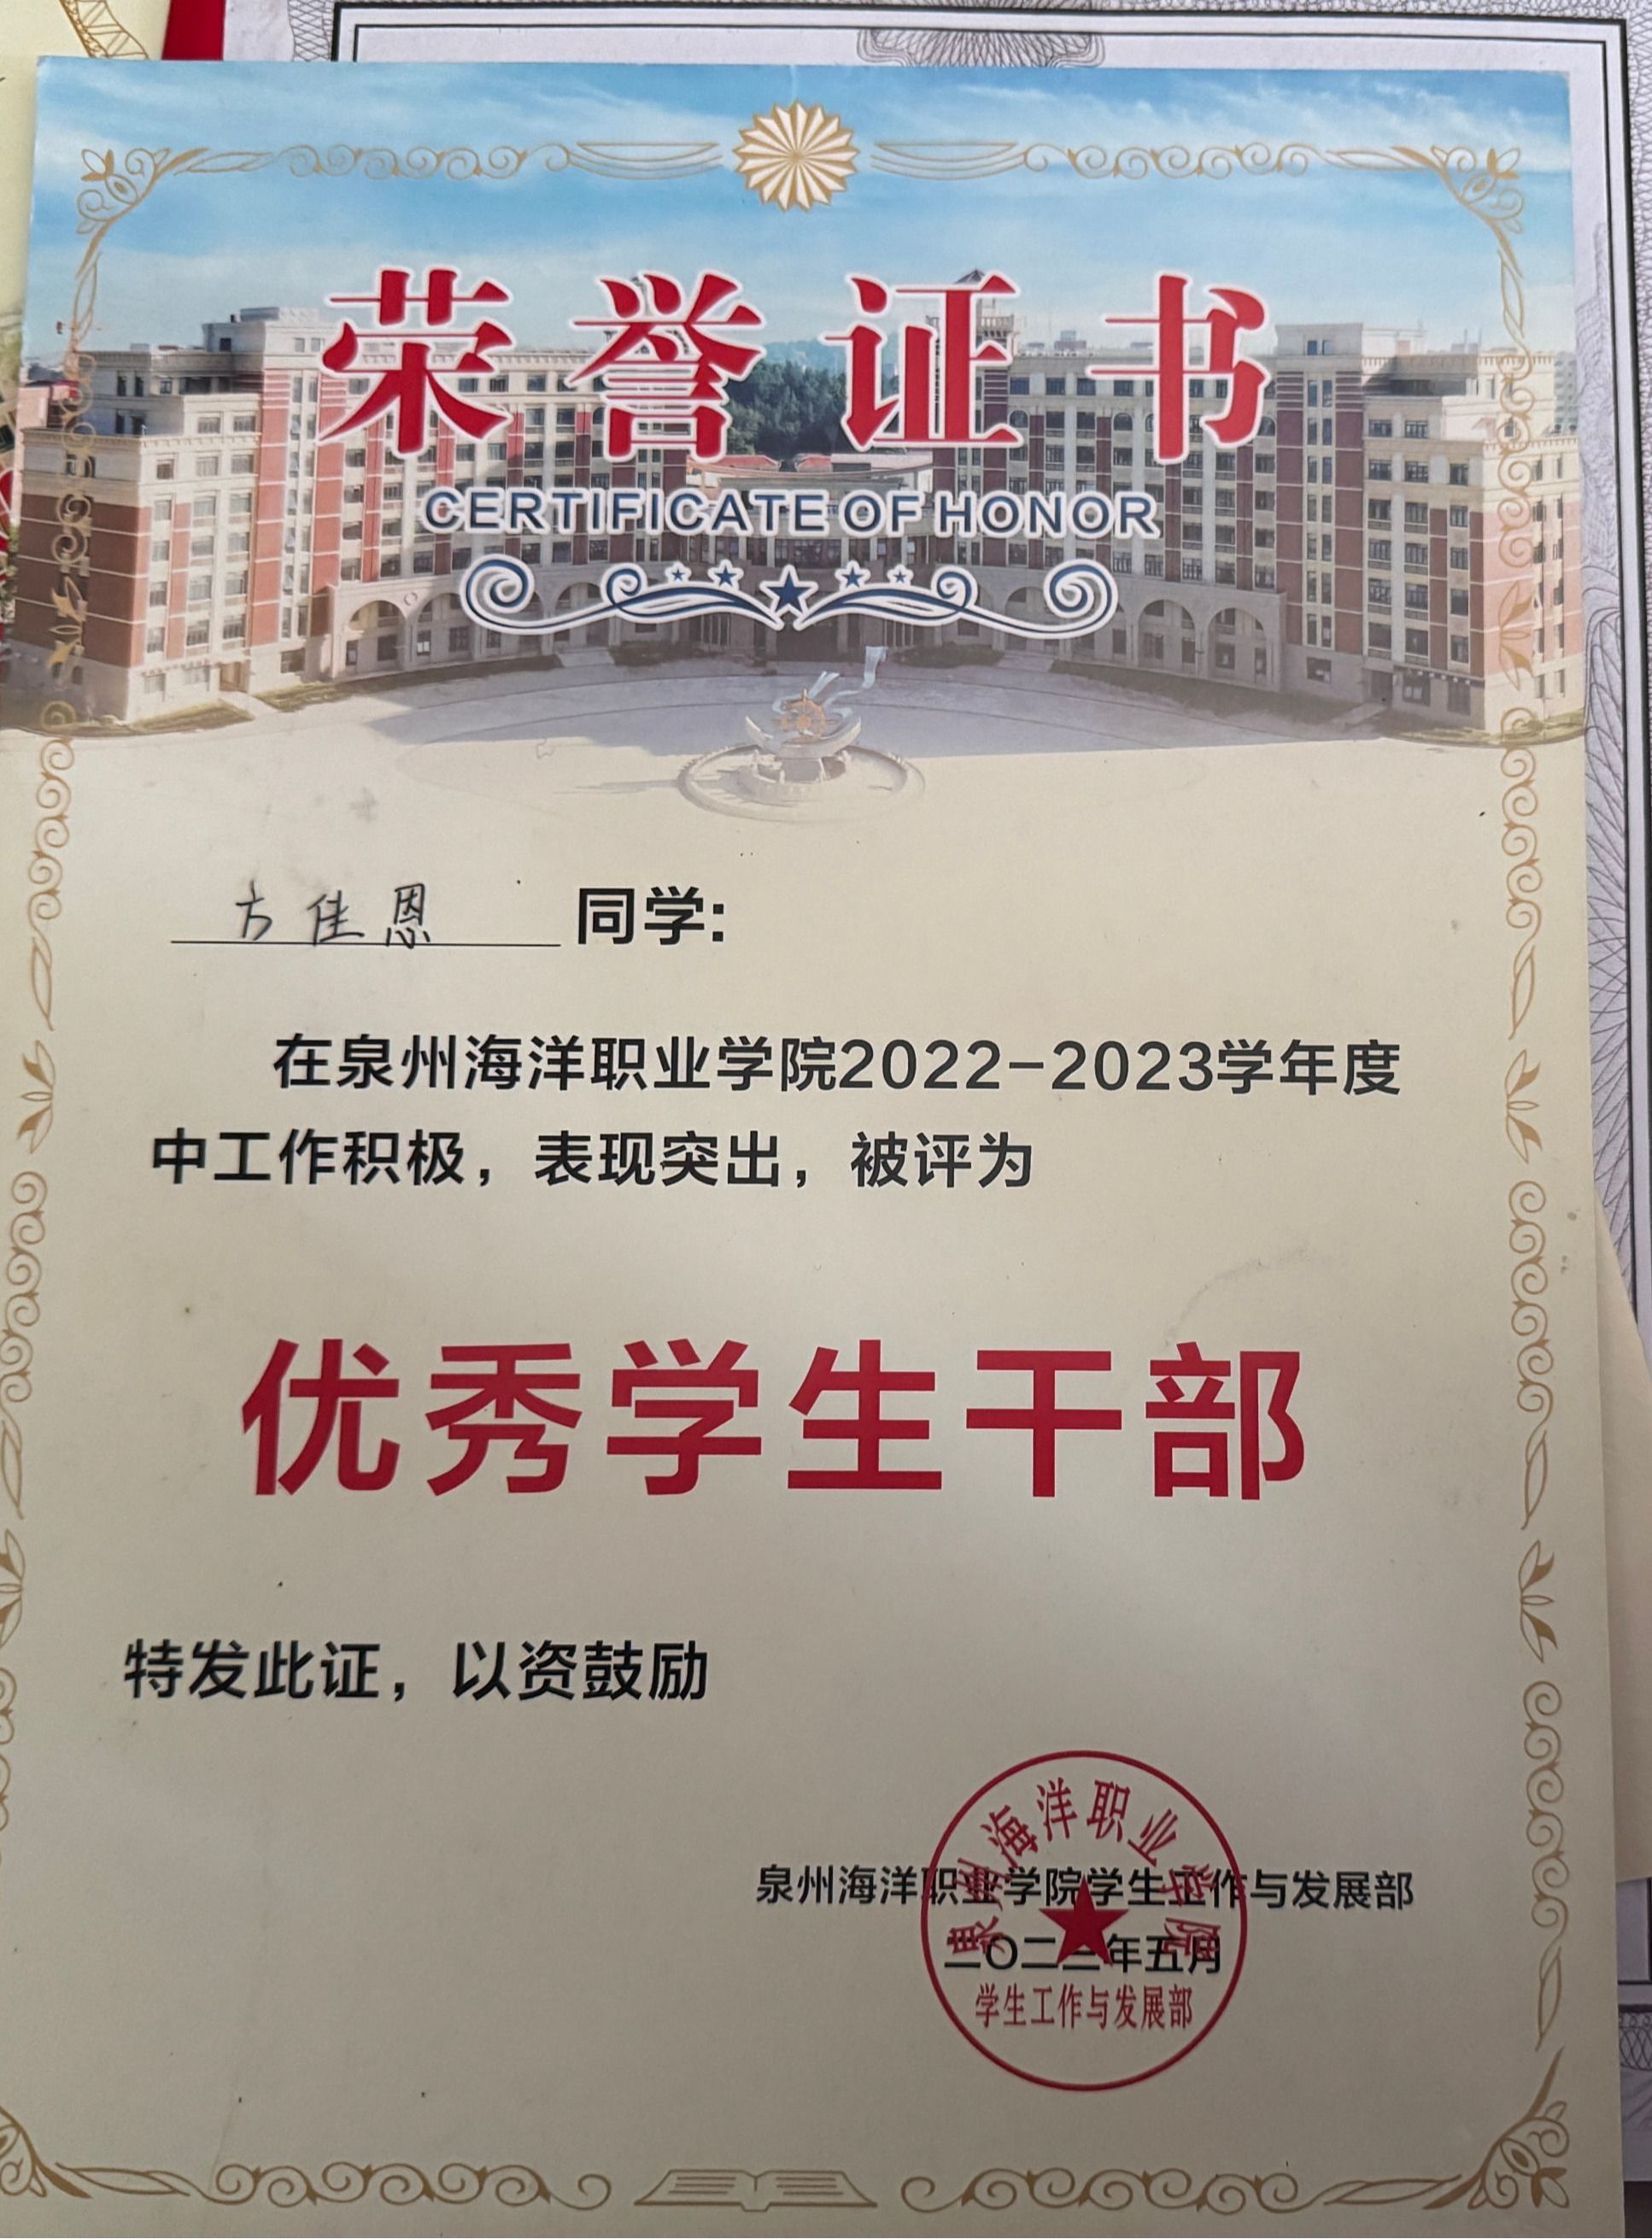 荣誉证书
CERTIFICATE OF HONOR
方佳恩 同学:
在泉州海洋职业学院2022-2023学年度
中工作积极，表现突出，被评为
优秀学生干部
特发此证，以资鼓励
泉州海洋职业学院学生工作与发展部
二〇二三年五月
泉州海洋职业学院
学生工作与发展部